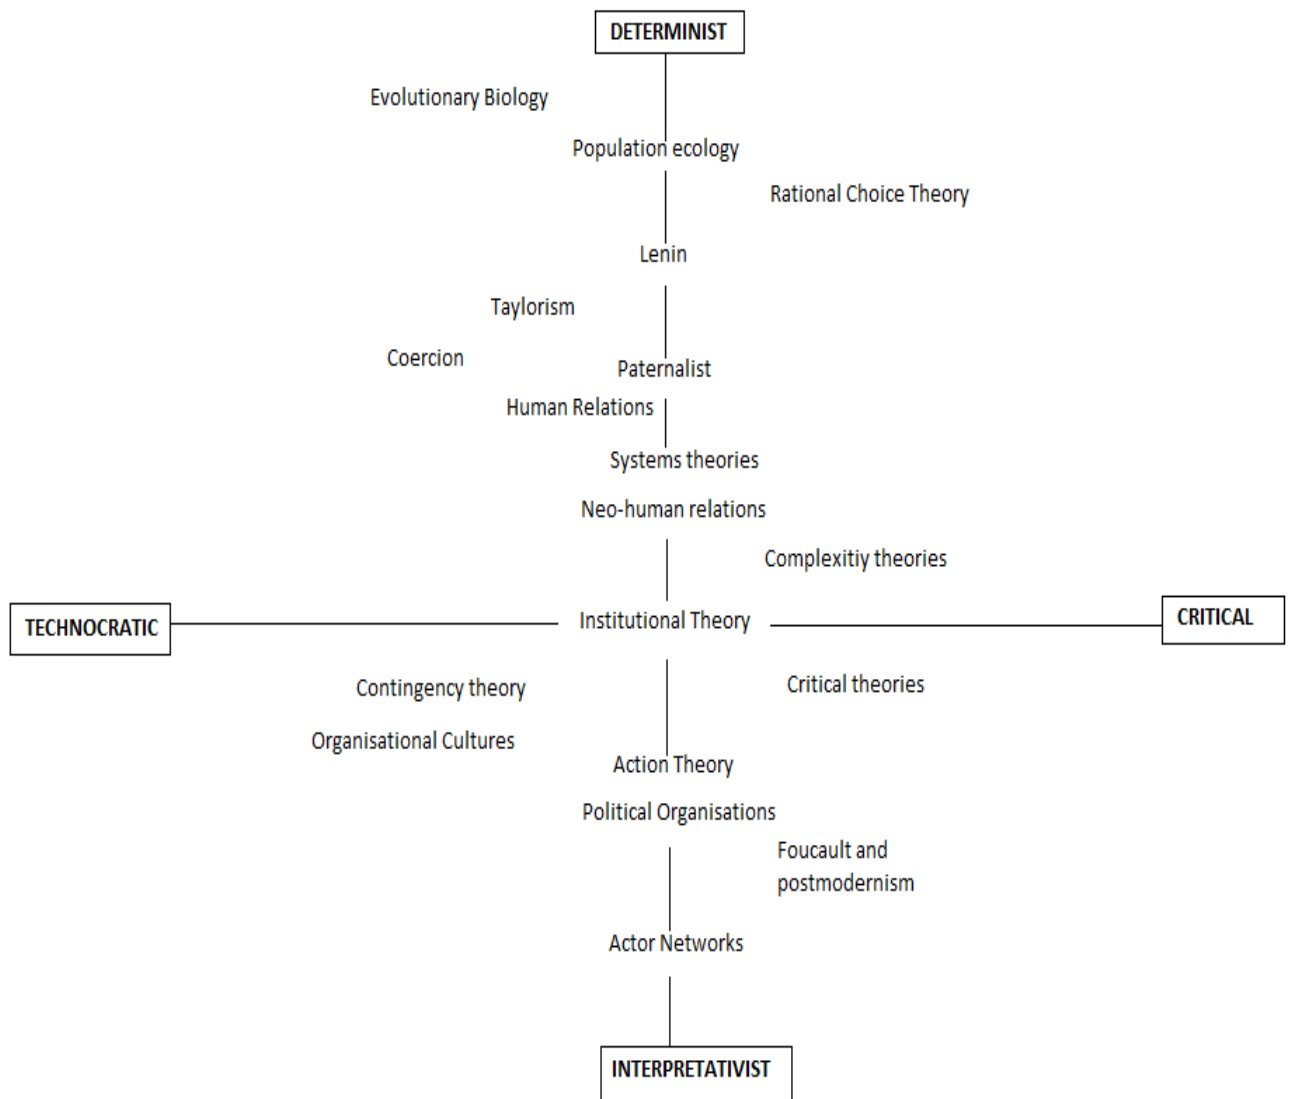 DETERMINIST
Evolutionary Biology
Population ecology
Rational Choice Theory
Lenin
Taylorism
Coercion
Paternalist
Human Relations
Systems theories
Neo-human relations
Complexitiy theories
TECHNOCRATIC
Institutional Theory
CRITICAL
Contingency theory
Critical theories
Organisational Cultures
Action Theory
Political Organisations
Foucault and
postmodernism
Actor Networks
INTERPRETATIVIST